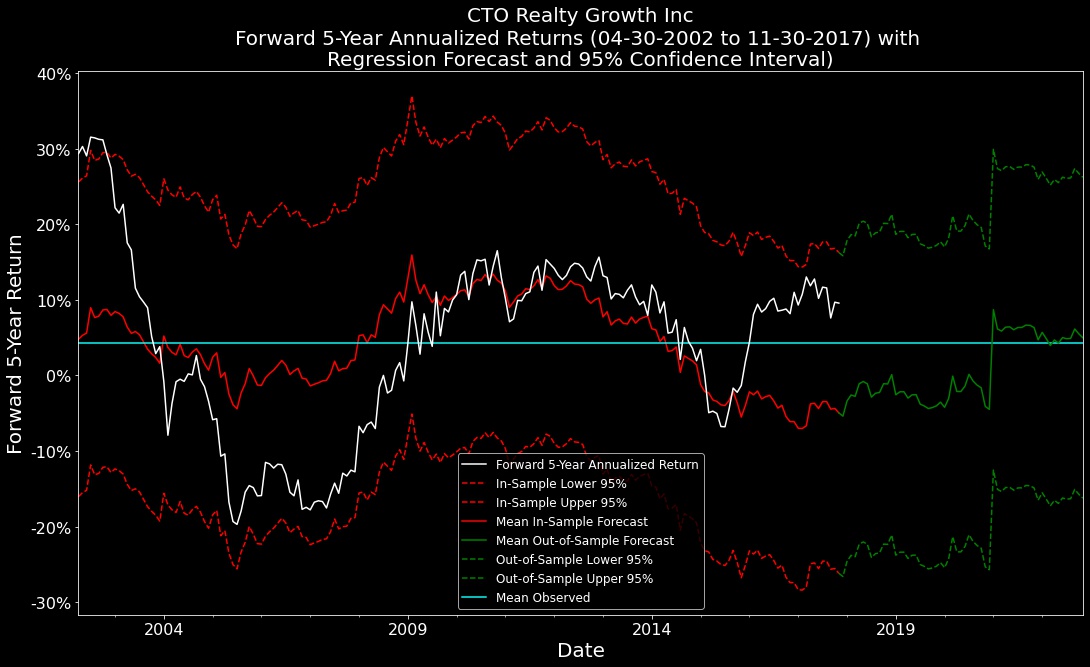 CTO Realty Growth Inc
Forward 5-Year Annualized Returns (04-30-2002 to 11-30-2017) with
Regression Forecast and 95% Confidence Interval)
Forward 5-Year Return
40%
30%
20%
10%
0%
-10%
-20%
-30%
Forward 5-Year Annualized Return
In-Sample Lower 95%
In-Sample Upper 95%
Mean In-Sample Forecast
Mean Out-of-Sample Forecast
Out-of-Sample Lower 95%
Out-of-Sample Upper 95%
Mean Observed
2004
2009
2014
2019
Date